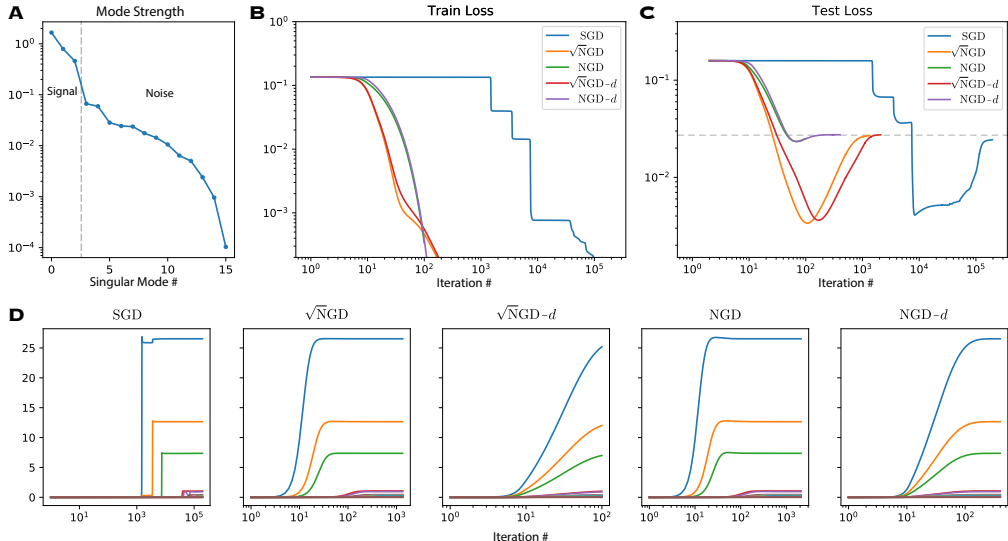 A
Mode Strength
10^0
10^-1
10^-2
10^-3
10^-4
Signal
Noise
0
5
10
15
Singular Mode #
B
Train Loss
10^0
10^-1
10^-2
10^-3
SGD
√NGD
NGD
√NGD-d
NGD-d
10^0
10^1
10^2
10^3
10^4
10^5
Iteration #
C
Test Loss
10^-1
10^-2
SGD
√NGD
NGD
√NGD-d
NGD-d
10^0
10^1
10^2
10^3
10^4
10^5
Iteration #
D
SGD
√NGD
√NGD-d
NGD
NGD-d
25
20
15
10
5
0
10^1
10^3
10^5
10^0
10^1
10^2
10^3
10^0
10^1
10^2
10^0
10^1
10^2
10^3
10^0
10^1
10^2
Iteration #